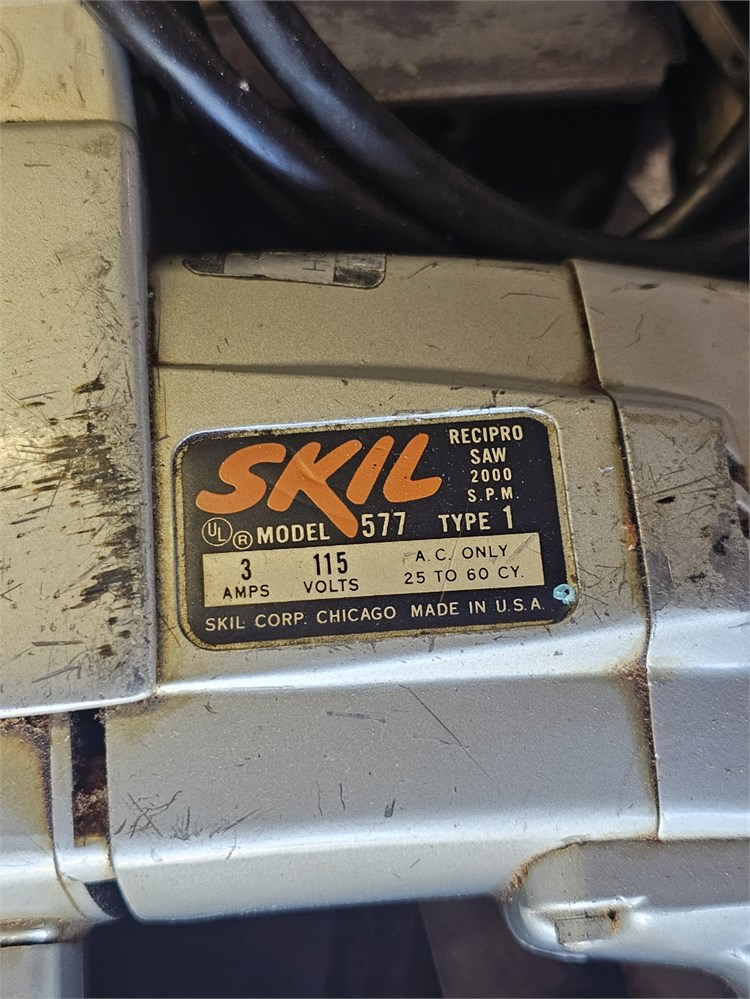 SKIL
RECIPRO
SAW
2000
S.P.M.
UL ® MODEL 577 TYPE 1
3 AMPS
115 VOLTS
A.C. ONLY
25 TO 60 CY.
SKIL CORP. CHICAGO MADE IN U.S.A.